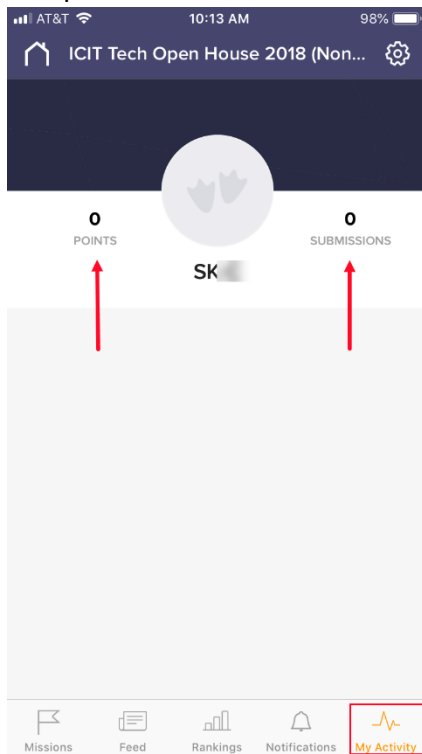 AT&T 10:13 AM 98%
ICIT Tech Open House 2018 (Non...
0 0
POINTS SUBMISSIONS
SK
Missions Feed Rankings Notifications My Activity